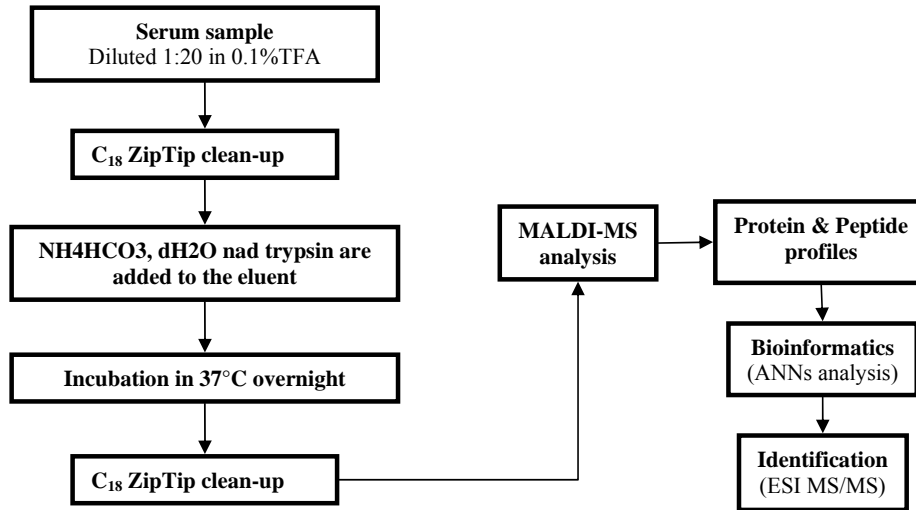 Serum sample
Diluted 1:20 in 0.1%TFA
C₁₈ ZipTip clean-up
NH4HCO3, dH2O nad trypsin are
added to the eluent
Incubation in 37°C overnight
C₁₈ ZipTip clean-up
MALDI-MS
analysis
Protein & Peptide
profiles
Bioinformatics
(ANNs analysis)
Identification
(ESI MS/MS)